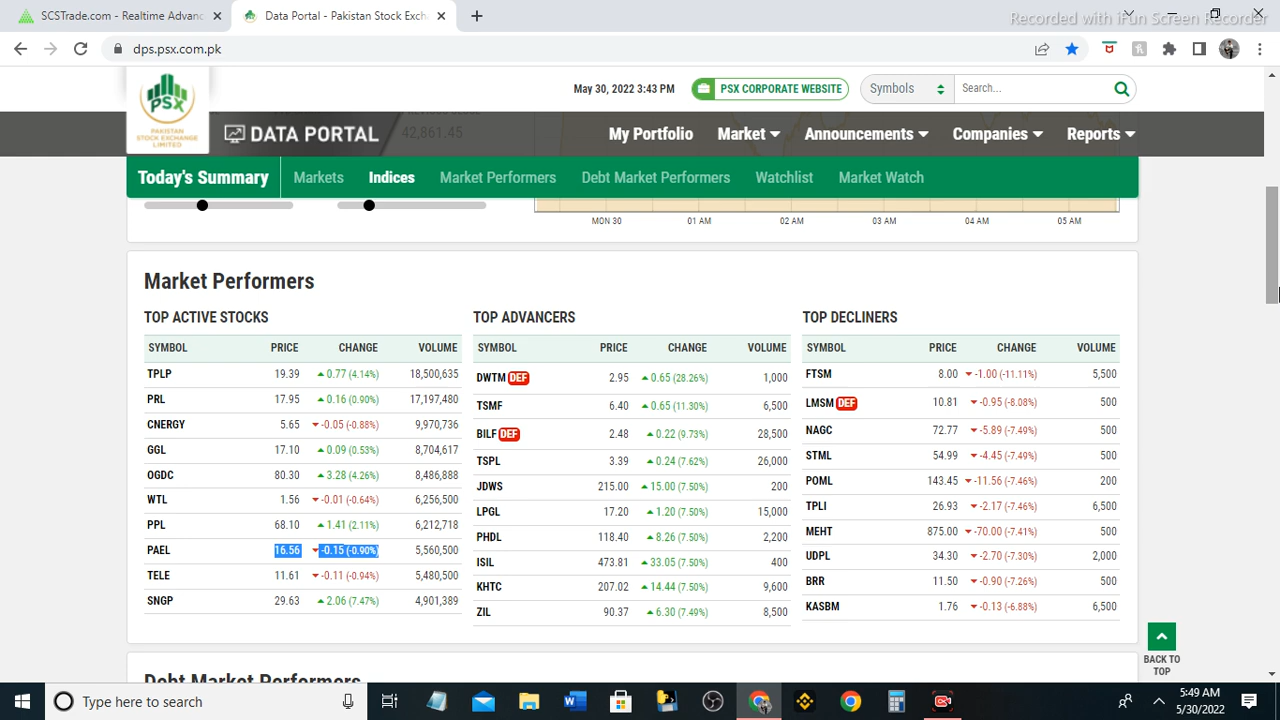 SCSTrade.com - Realtime Advanc
Data Portal - Pakistan Stock Exch
Recorded with iFun Screen Recorder
dps.psx.com.pk
PSX
PAKISTAN
STOCK EXCHANGE
LIMITED
May 30, 2022 3:43 PM
PSX CORPORATE WEBSITE
Symbols
Search...
DATA PORTAL
42,861.45
My Portfolio
Market
Announcements
Companies
Reports
Today's Summary
Markets
Indices
Market Performers
Debt Market Performers
Watchlist
Market Watch
MON 30 01 AM 02 AM 03 AM 04 AM 05 AM
Market Performers
TOP ACTIVE STOCKS
SYMBOL PRICE CHANGE VOLUME
TPLP 19.39 0.77 (4.14%) 18,500,635
PRL 17.95 0.16 (0.90%) 17,197,480
CNERGY 5.65 -0.05 (-0.88%) 9,970,736
GGL 17.10 0.09 (0.53%) 8,704,617
OGDC 80.30 3.28 (4.26%) 8,486,888
WTL 1.56 -0.01 (-0.64%) 6,256,500
PPL 68.10 1.41 (2.11%) 6,212,718
PAEL 16.56 -0.15 (-0.90%) 5,560,500
TELE 11.61 -0.11 (-0.94%) 5,480,500
SNGP 29.63 2.06 (7.47%) 4,901,389
TOP ADVANCERS
SYMBOL PRICE CHANGE VOLUME
DWTM DEF 2.95 0.65 (28.26%) 1,000
TSMF 6.40 0.65 (11.30%) 6,500
BILF DEF 2.48 0.22 (9.73%) 28,500
TSPL 3.39 0.24 (7.62%) 26,000
JDWS 215.00 15.00 (7.50%) 200
LPGL 17.20 1.20 (7.50%) 15,000
PHDL 118.40 8.26 (7.50%) 2,200
ISIL 473.81 33.05 (7.50%) 400
KHTC 207.02 14.44 (7.50%) 9,600
ZIL 90.37 6.30 (7.49%) 8,500
TOP DECLINERS
SYMBOL PRICE CHANGE VOLUME
FTSM 8.00 -1.00 (-11.11%) 5,500
LMSM DEF 10.81 -0.95 (-8.08%) 500
NAGC 72.77 -5.89 (-7.49%) 500
STML 54.99 -4.45 (-7.49%) 500
POML 143.45 -11.56 (-7.46%) 200
TPLI 26.93 -2.17 (-7.46%) 6,500
MEHT 875.00 -70.00 (-7.41%) 500
UDPL 34.30 -2.70 (-7.30%) 2,000
BRR 11.50 -0.90 (-7.26%) 500
KASBM 1.76 -0.13 (-6.88%) 6,500
BACK TO
TOP
Debt Market Performers
Type here to search
5:49 AM
5/30/2022